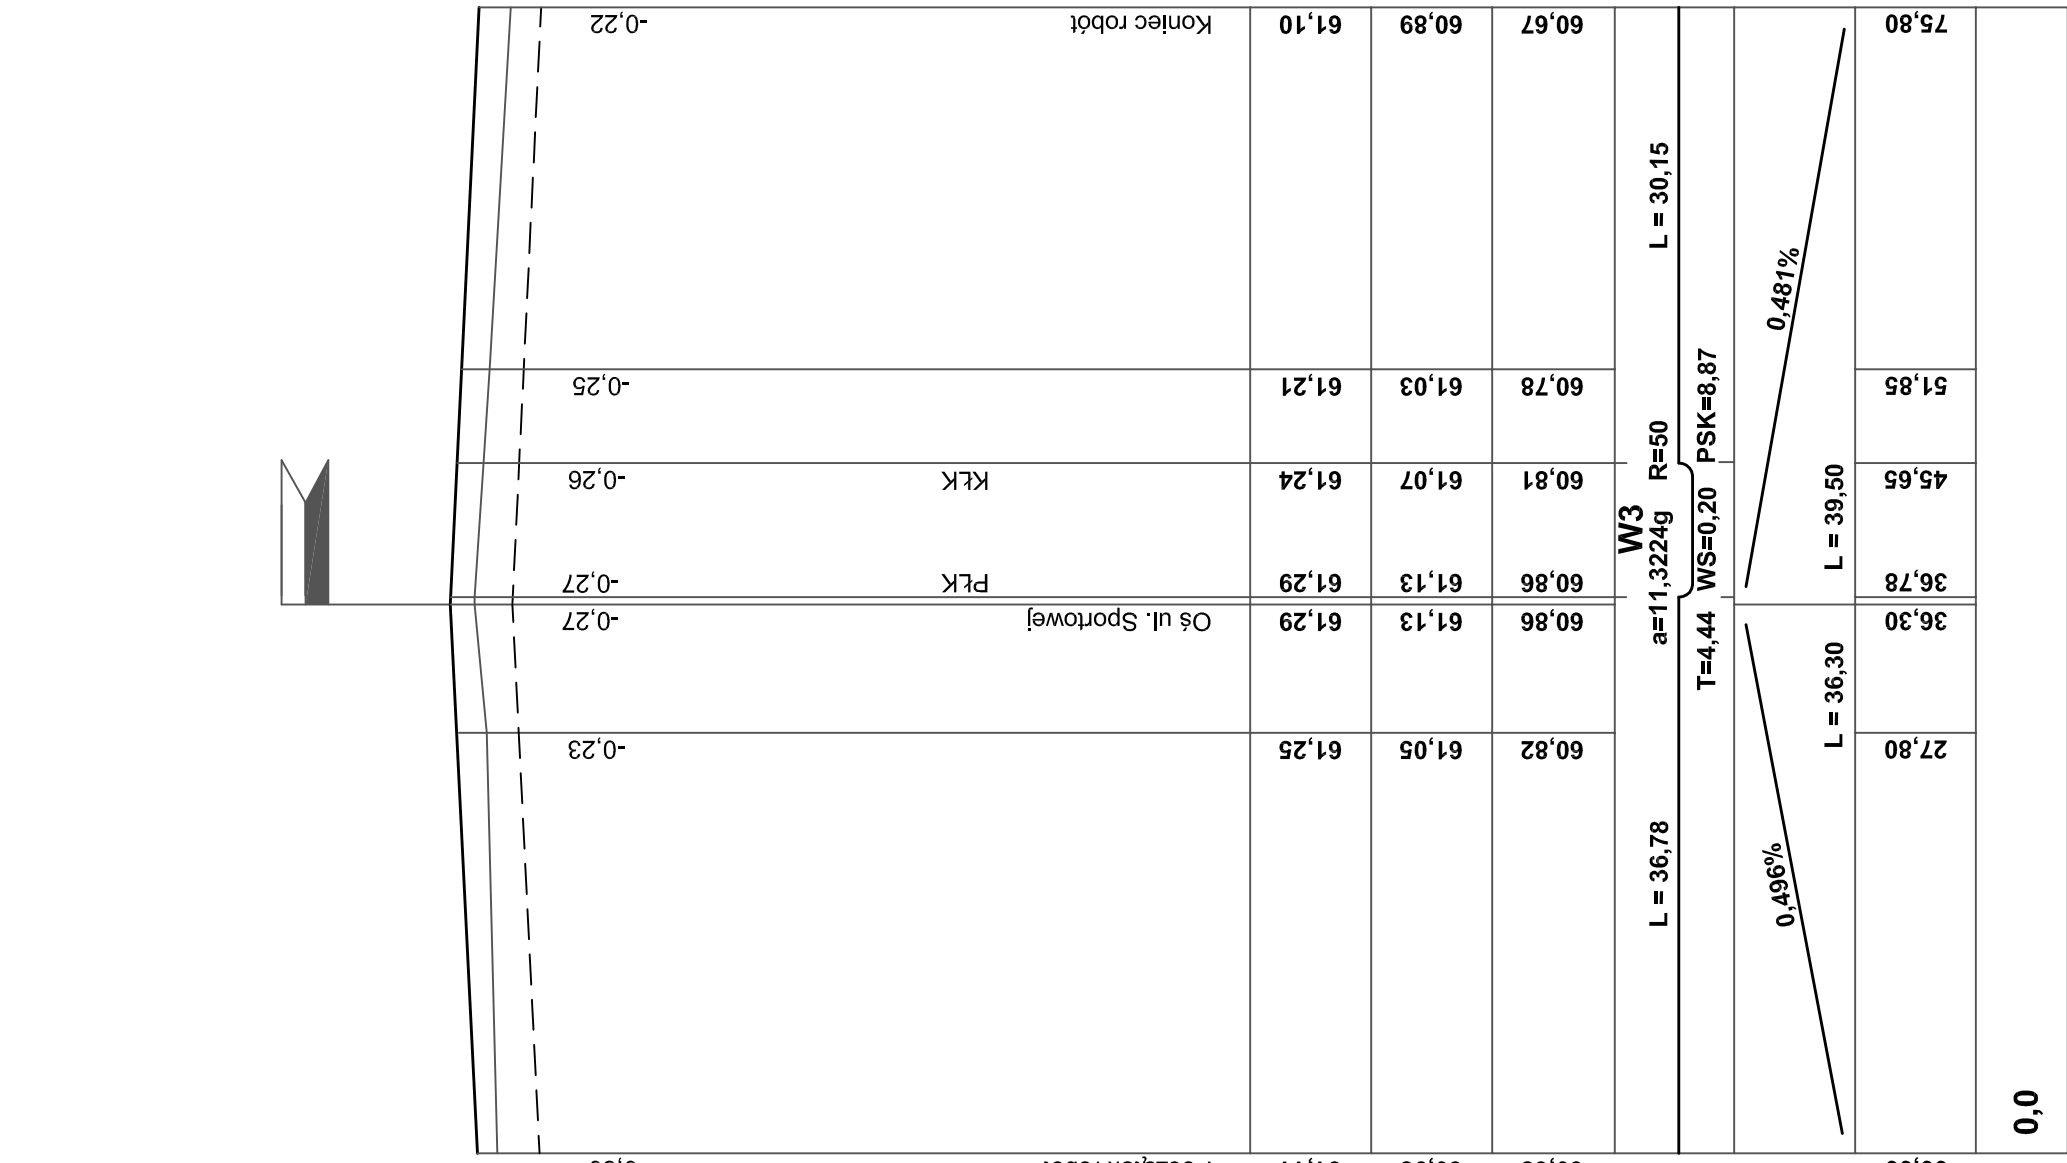 -0,22 Koniec robót 61,10 60,89 60,67 75,80
L = 30,15
0,481%
-0,25 61,21 61,03 60,78 51,85
R=50 PSK=8,87
-0,26 KŁK 61,24 61,07 60,81 45,65
W3
a=11,3224g
WS=0,20
L = 39,50
-0,27 PŁK 61,29 61,13 60,86 36,78
-0,27 Oś ul. Sportowej 61,29 61,13 60,86 36,30
T=4,44
L = 36,30
-0,23 61,25 61,05 60,82 27,80
L = 36,78
0,496%
0,0